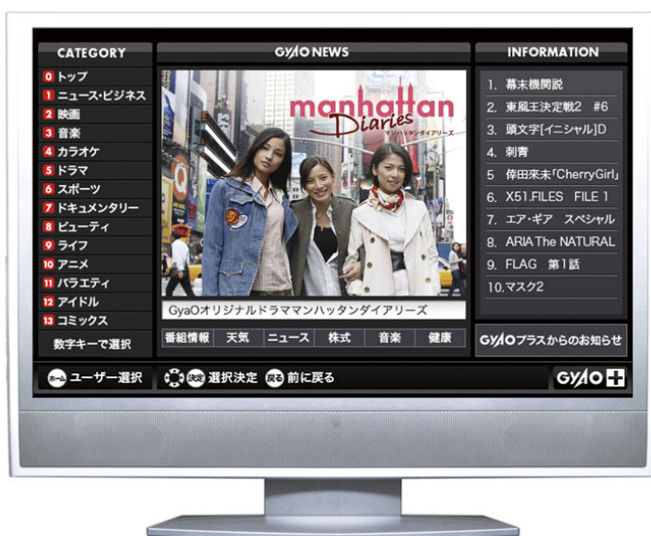 CATEGORY
0 トップ
1 ニュース・ビジネス
2 映画
3 音楽
4 カラオケ
5 ドラマ
6 スポーツ
7 ドキュメンタリー
8 ビューティ
9 ライフ
10 アニメ
11 バラエティ
12 アイドル
13 コミックス
数字キーで選択
GYAO NEWS
manhattan
Diaries
マンハッタンダイアリーズ
GyaOオリジナルドラママンハッタンダイアリーズ
番組情報 天気 ニュース 株式 音楽 健康
INFORMATION
1. 幕末機関説
2. 東風王決定戦2 #6
3. 頭文字[イニシャル]D
4. 刺青
5 倖田來未「CherryGirl」
6. X51.FILES FILE 1
7. エア・ギア スペシャル
8. ARIA The NATURAL
9. FLAG 第1話
10.マスク2
GYAOプラスからのお知らせ
ホーム ユーザー選択 決定 選択決定 戻る 前に戻る
GYAO+